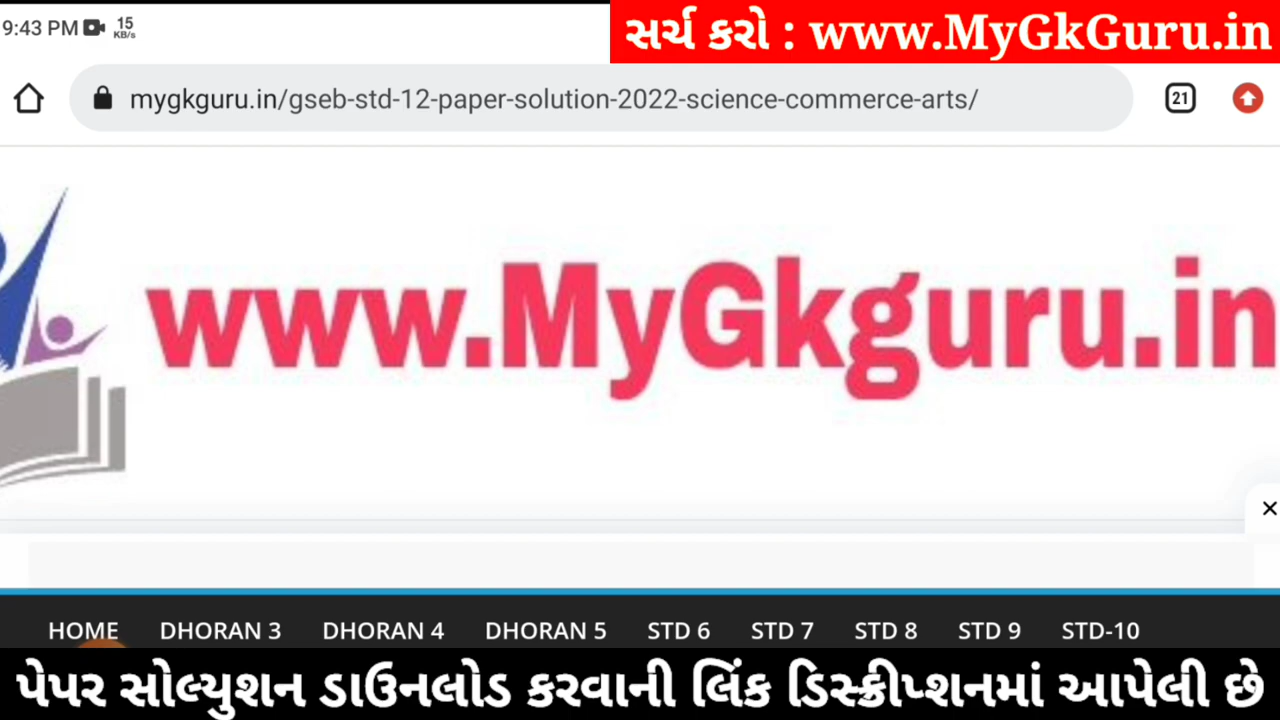 9:43 PM 15 KB/s
સર્ચ કરો : www.MyGkGuru.in
mygkguru.in/gseb-std-12-paper-solution-2022-science-commerce-arts/ 21
www.MyGkguru.in
×
HOME DHORAN 3 DHORAN 4 DHORAN 5 STD 6 STD 7 STD 8 STD 9 STD-10
પેપર સોલ્યુશન ડાઉનલોડ કરવાની લિંક ડિસ્ક્રીપ્શનમાં આપેલી છે